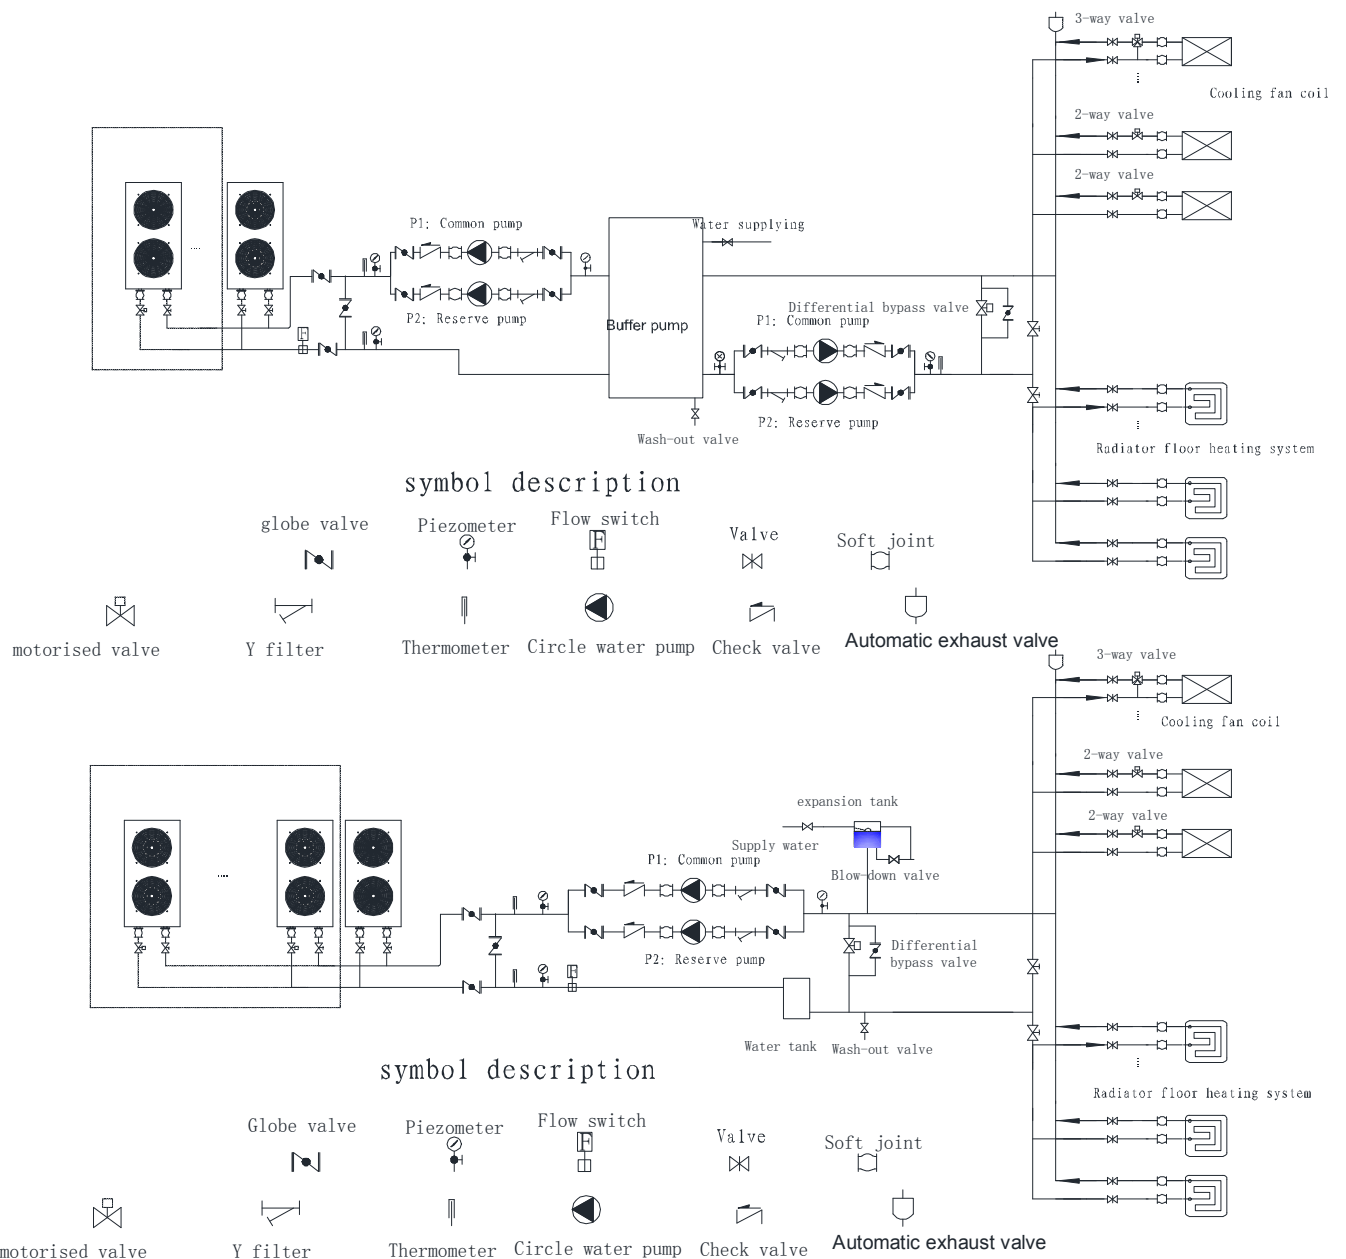 3-way valve
Cooling fan coil
2-way valve
2-way valve
P1: Common pump
Water supplying
P2: Reserve pump
Buffer pump
Differential bypass valve
P1: Common pump
F
P2: Reserve pump
Wash-out valve
Radiator floor heating system
symbol description
globe valve
Piezometer
Flow switch
F
Valve
Soft joint
motorised valve
Y filter
Thermometer
Circle water pump
Check valve
Automatic exhaust valve
3-way valve
Cooling fan coil
2-way valve
expansion tank
2-way valve
Supply water
P1: Common pump
Blow-down valve
Differential
bypass valve
P2: Reserve pump
F
Water tank
Wash-out valve
symbol description
Radiator floor heating system
Globe valve
Piezometer
Flow switch
F
Valve
Soft joint
motorised valve
Y filter
Thermometer
Circle water pump
Check valve
Automatic exhaust valve